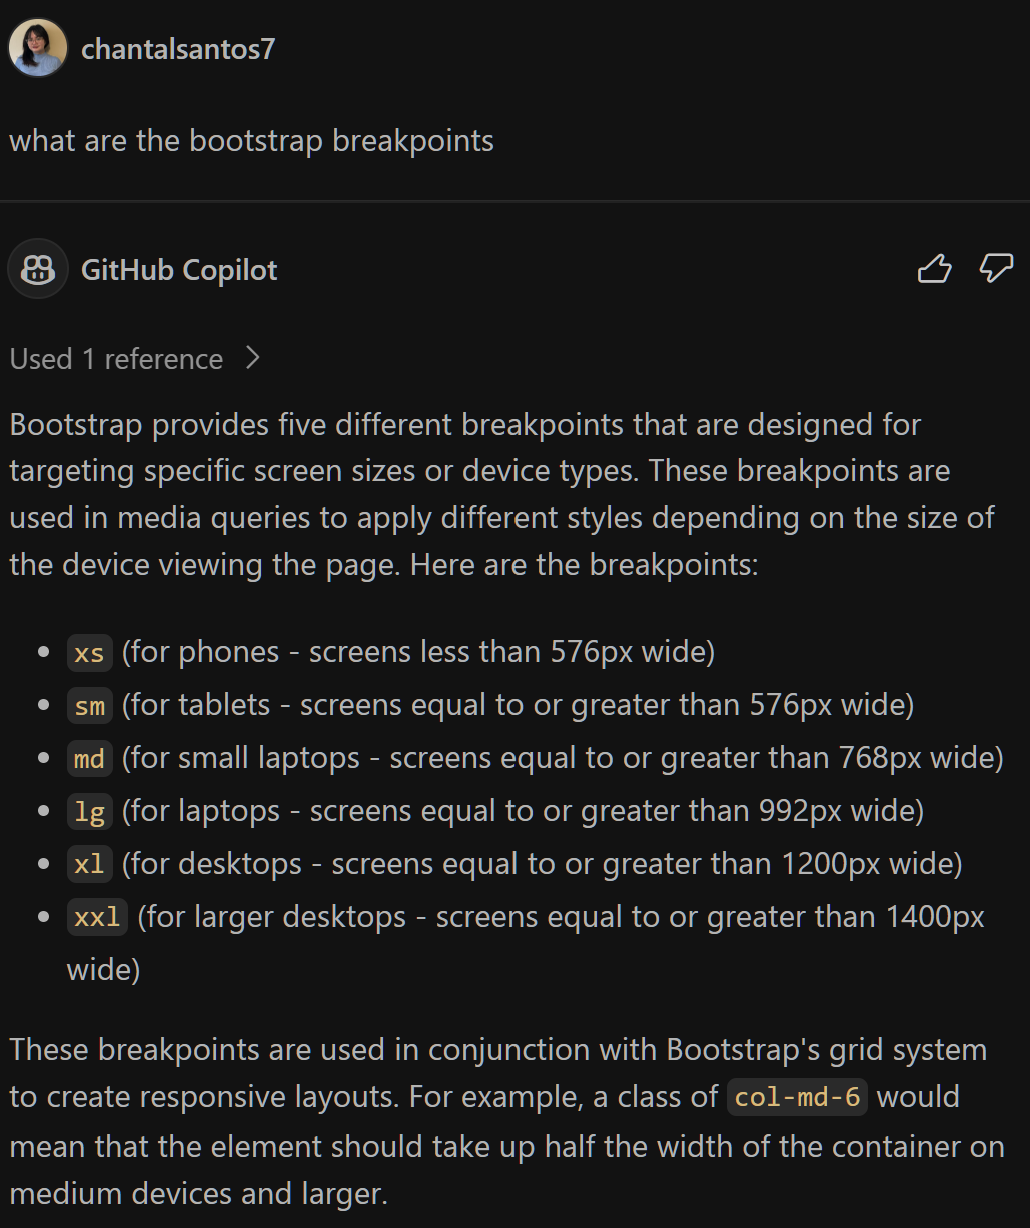 chantalsantos7
what are the bootstrap breakpoints
GitHub Copilot
Used 1 reference
Bootstrap provides five different breakpoints that are designed for
targeting specific screen sizes or device types. These breakpoints are
used in media queries to apply different styles depending on the size of
the device viewing the page. Here are the breakpoints:
• xs (for phones - screens less than 576px wide)
• sm (for tablets - screens equal to or greater than 576px wide)
• md (for small laptops - screens equal to or greater than 768px wide)
• lg (for laptops - screens equal to or greater than 992px wide)
• xl (for desktops - screens equal to or greater than 1200px wide)
• xxl (for larger desktops - screens equal to or greater than 1400px
wide)
These breakpoints are used in conjunction with Bootstrap's grid system
to create responsive layouts. For example, a class of col-md-6 would
mean that the element should take up half the width of the container on
medium devices and larger.